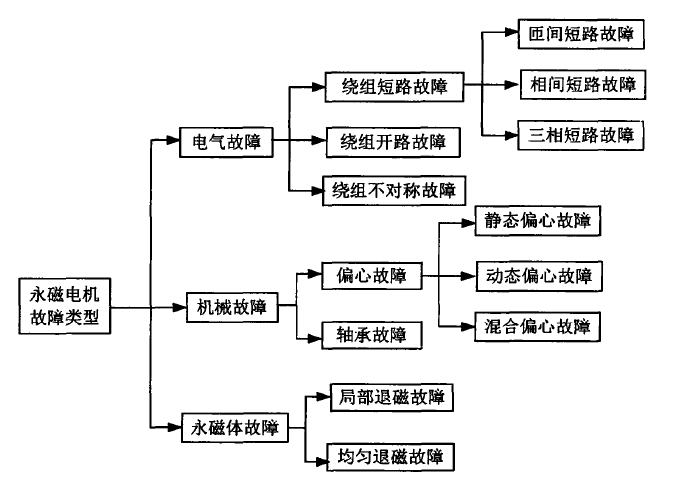 匝间短路故障
绕组短路故障
相间短路故障
三相短路故障
电气故障
绕组开路故障
绕组不对称故障
静态偏心故障
偏心故障
动态偏心故障
混合偏心故障
永磁电机
故障类型
机械故障
轴承故障
局部退磁故障
永磁体故障
均匀退磁故障